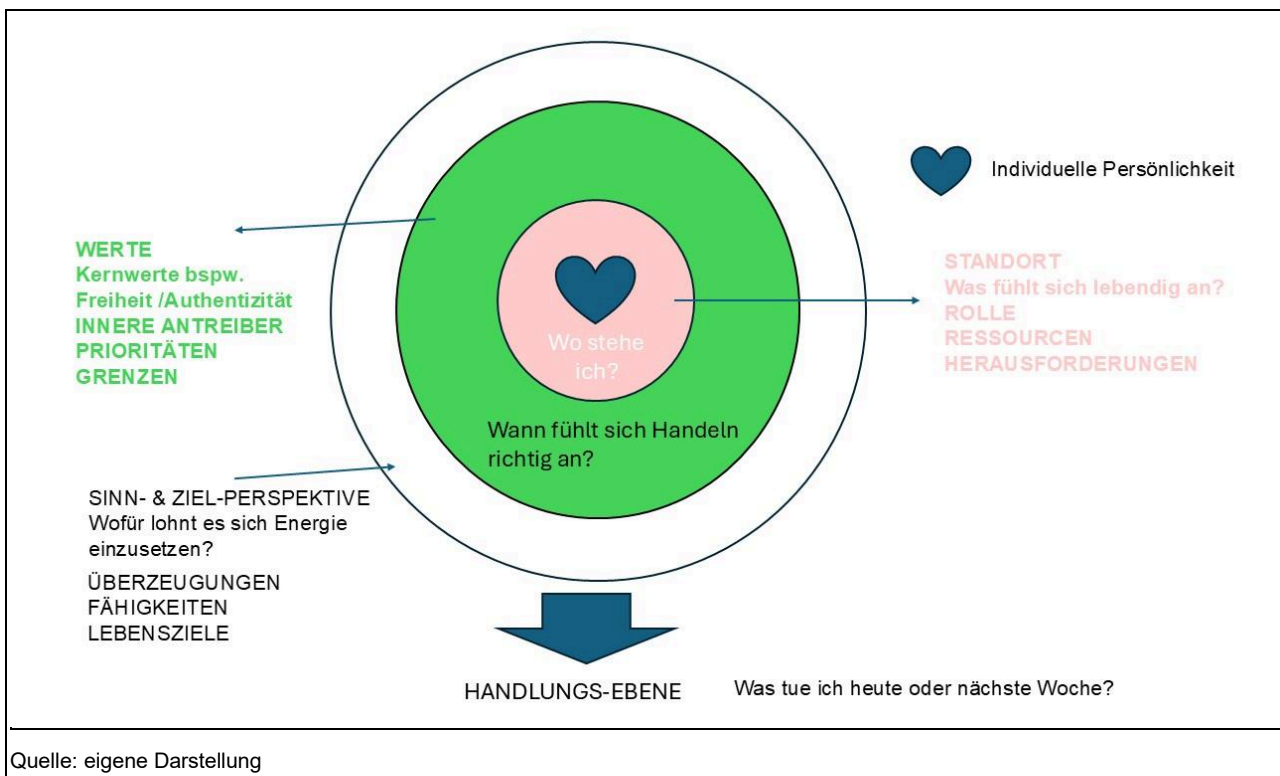 Individuelle Persönlichkeit
WERTE
Kernwerte bspw.
Freiheit /Authentizität
INNERE ANTREIBER
PRIORITÄTEN
GRENZEN
STANDORT
Was fühlt sich lebendig an?
ROLLE
RESSOURCEN
HERAUSFORDERUNGEN
Wo stehe
ich?
Wann fühlt sich Handeln
richtig an?
SINN- & ZIEL-PERSPEKTIVE
Wofür lohnt es sich Energie
einzusetzen?
ÜBERZEUGUNGEN
FÄHIGKEITEN
LEBENSZIELE
HANDLUNGS-EBENE
Was tue ich heute oder nächste Woche?
Quelle: eigene Darstellung